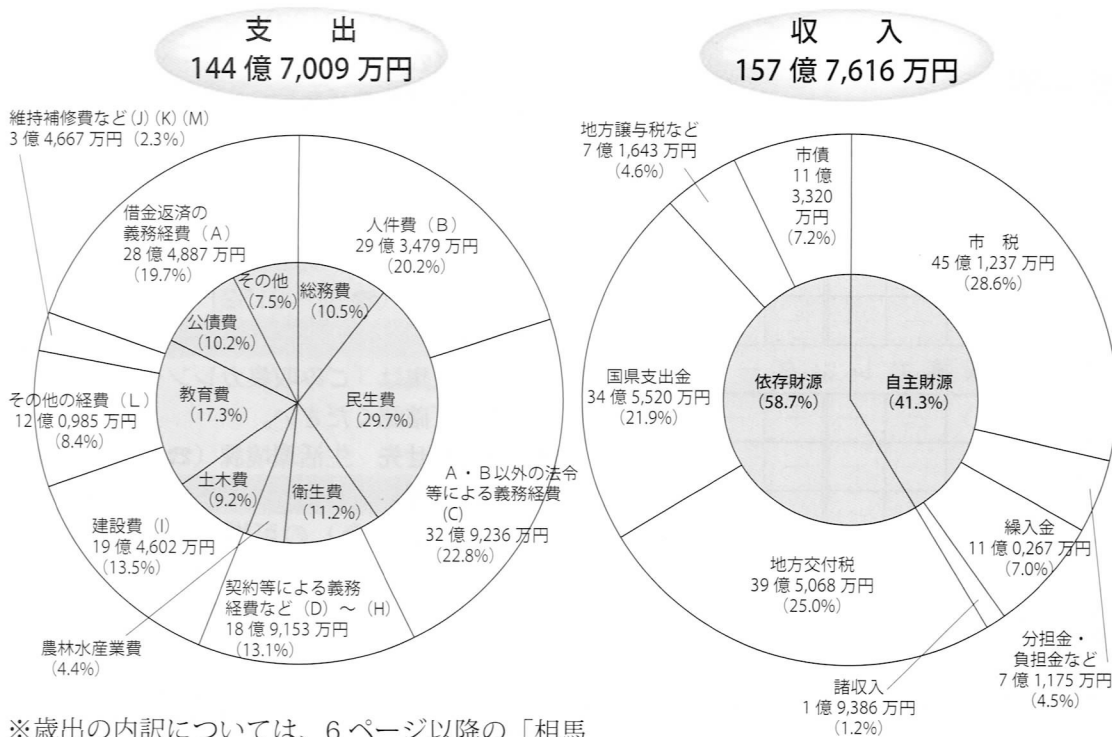 支　出
144 億 7,009 万円
維持補修費など (J) (K) (M)
3 億 4,667 万円 (2.3%)
借金返済の
義務経費 (A)
28 億 4,887 万円
(19.7%)
人件費 (B)
29 億 3,479 万円
(20.2%)
その他
(7.5%)
総務費
(10.5%)
公債費
(10.2%)
教育費
(17.3%)
民生費
(29.7%)
その他の経費 (L)
12 億 0,985 万円
(8.4%)
土木費
(9.2%)
衛生費
(11.2%)
A・B以外の法令
等による義務経費
(C)
32 億 9,236 万円
(22.8%)
建設費 (I)
19 億 4,602 万円
(13.5%)
契約等による義務
経費など (D) ～ (H)
18 億 9,153 万円
(13.1%)
農林水産業費
(4.4%)
※歳出の内訳については、6ページ以降の「相馬
収　入
157 億 7,616 万円
地方譲与税など
7 億 1,643 万円
(4.6%)
市債
11 億
3,320
万円
(7.2%)
市　税
45 億 1,237 万円
(28.6%)
国県支出金
34 億 5,520 万円
(21.9%)
依存財源
(58.7%)
自主財源
(41.3%)
地方交付税
39 億 5,068 万円
(25.0%)
繰入金
11 億 0,267 万円
(7.0%)
分担金・
負担金など
7 億 1,175 万円
(4.5%)
諸収入
1 億 9,386 万円
(1.2%)